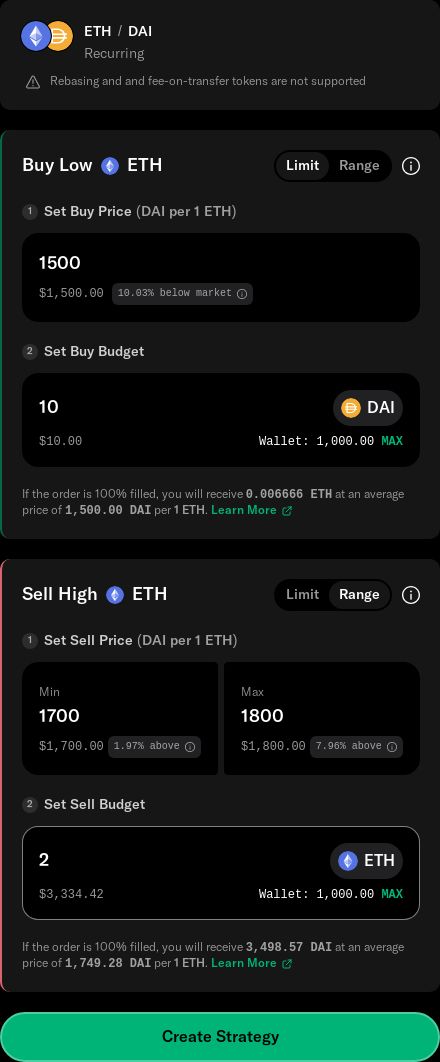 ETH / DAI
Recurring
Rebasing and and fee-on-transfer tokens are not supported
Buy Low ETH Limit Range
1 Set Buy Price (DAI per 1 ETH)
1500
$1,500.00 10.03% below market
2 Set Buy Budget
10 DAI
$10.00 Wallet: 1,000.00 MAX
If the order is 100% filled, you will receive 0.006666 ETH at an average
price of 1,500.00 DAI per 1 ETH. Learn More
Sell High ETH Limit Range
1 Set Sell Price (DAI per 1 ETH)
Min Max
1700 1800
$1,700.00 1.97% above $1,800.00 7.96% above
2 Set Sell Budget
2 ETH
$3,334.42 Wallet: 1,000.00 MAX
If the order is 100% filled, you will receive 3,498.57 DAI at an average
price of 1,749.28 DAI per 1 ETH. Learn More
Create Strategy